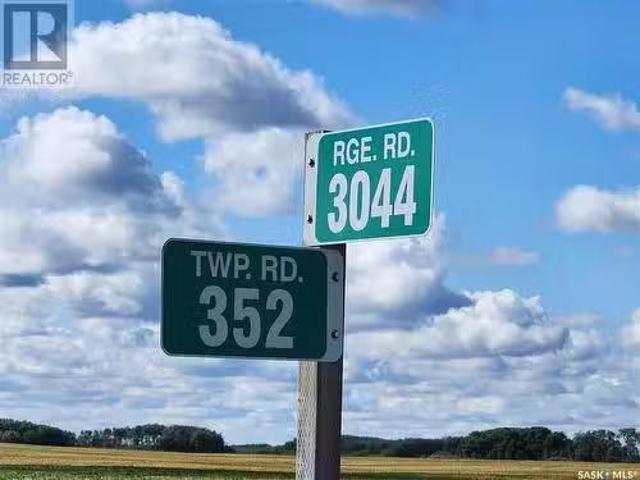 R
REALTOR®
RGE. RD.
3044
TWP. RD.
352
SASK MLS®